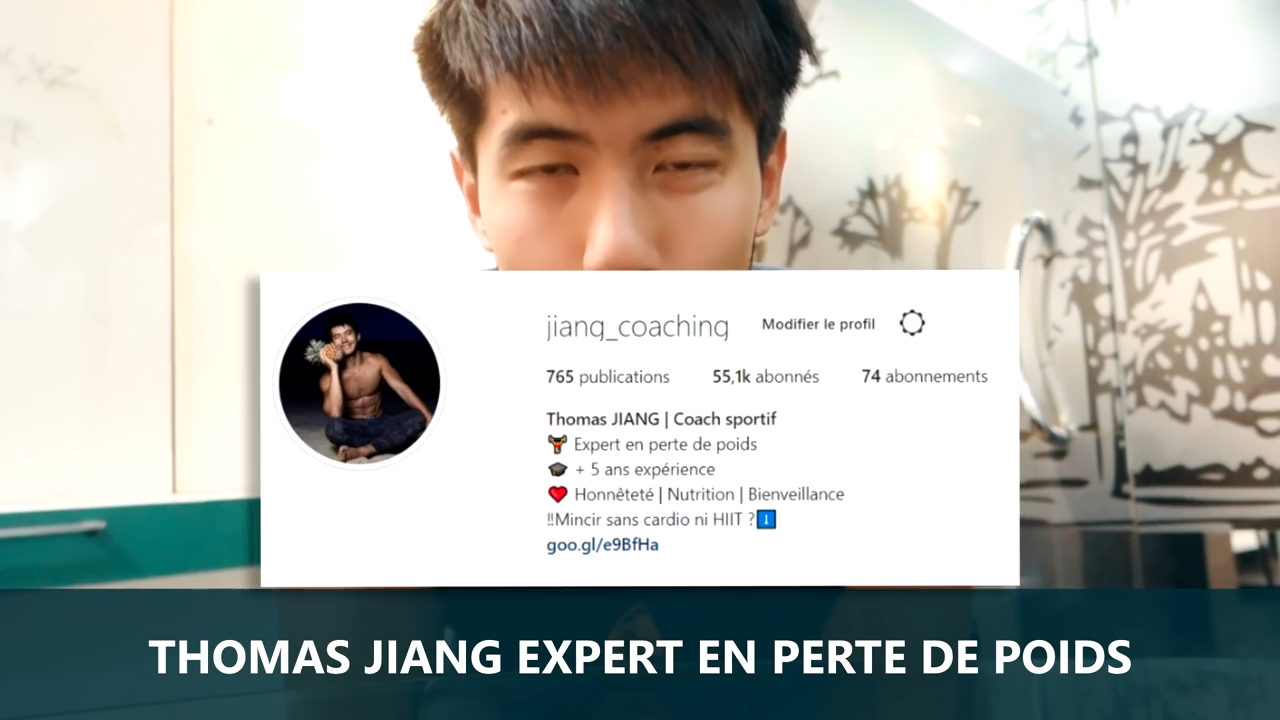 jiang_coaching Modifier le profil
765 publications 55,1k abonnés 74 abonnements
Thomas JIANG | Coach sportif
Expert en perte de poids
+ 5 ans expérience
Honnêteté | Nutrition | Bienveillance
‼Mincir sans cardio ni HIIT ?⬇
goo.gl/e9BfHa
THOMAS JIANG EXPERT EN PERTE DE POIDS